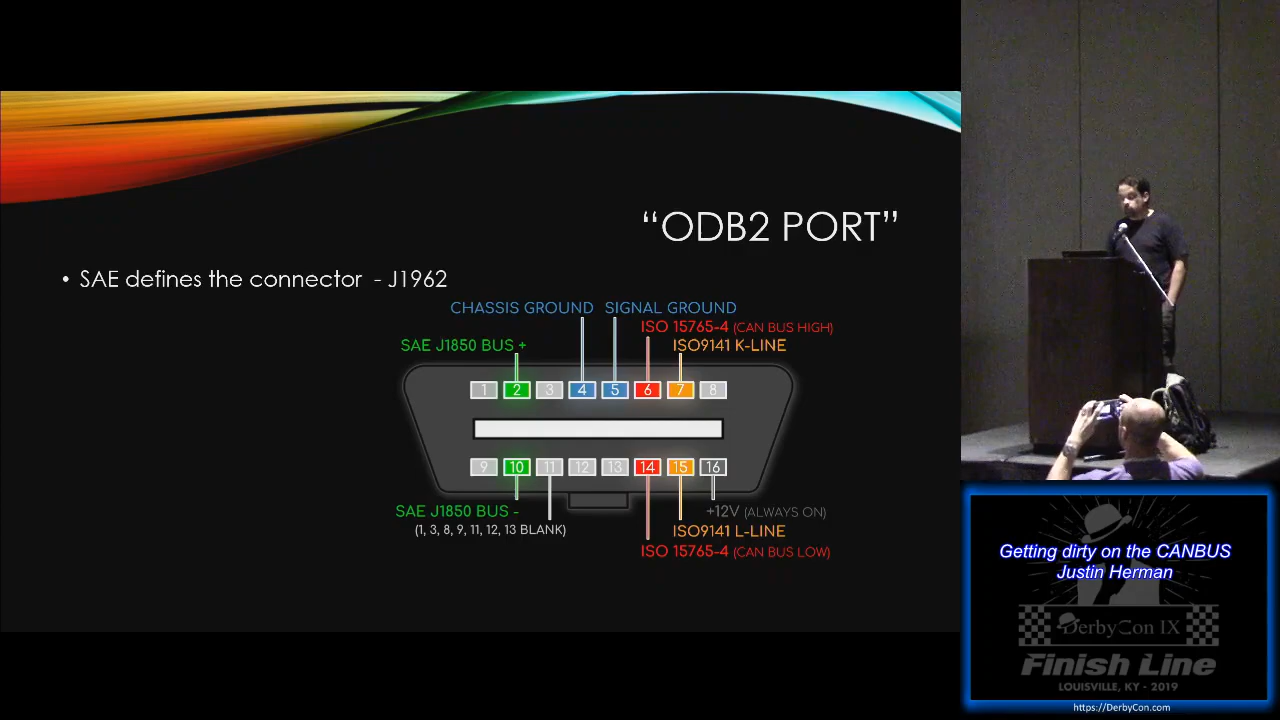 “ODB2 PORT”
• SAE defines the connector - J1962
CHASSIS GROUND
SIGNAL GROUND
ISO 15765-4 (CAN BUS HIGH)
SAE J1850 BUS +
ISO9141 K-LINE
1 2 3 4 5 6 7 8
9 10 11 12 13 14 15 16
SAE J1850 BUS -
+12V (ALWAYS ON)
(1, 3, 8, 9, 11, 12, 13 BLANK)
ISO9141 L-LINE
ISO 15765-4 (CAN BUS LOW)
Getting dirty on the CANBUS
Justin Herman
DerbyCon IX
Finish Line
LOUISVILLE, KY - 2019
https://DerbyCon.com